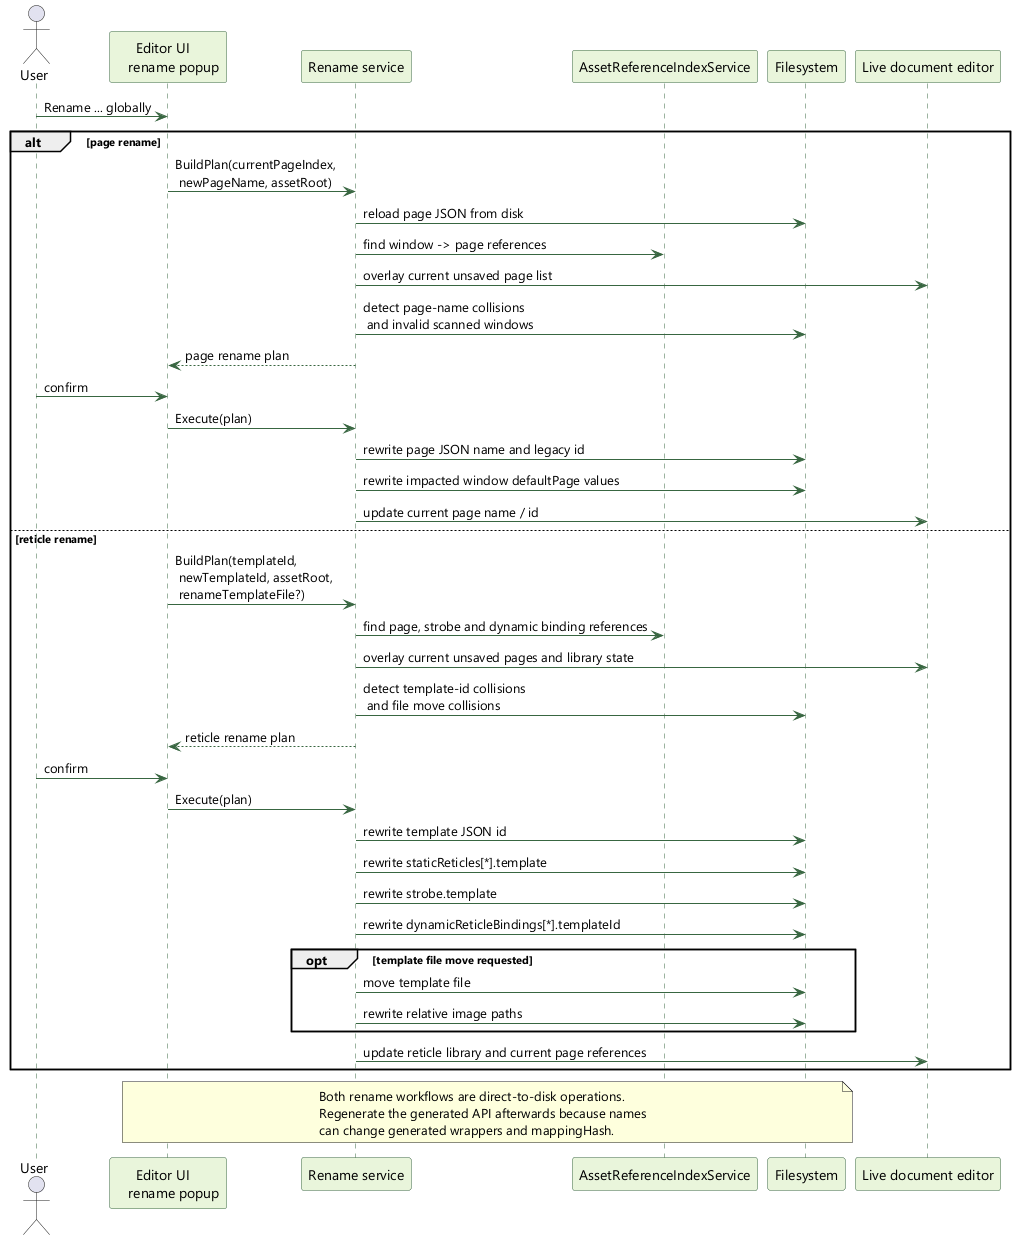 User
Editor UI
rename popup
Rename service
AssetReferenceIndexService
Filesystem
Live document editor
Rename ... globally
alt
[page rename]
BuildPlan(currentPageIndex,
newPageName, assetRoot)
reload page JSON from disk
find window -> page references
overlay current unsaved page list
detect page-name collisions
and invalid scanned windows
page rename plan
confirm
Execute(plan)
rewrite page JSON name and legacy id
rewrite impacted window defaultPage values
update current page name / id
[reticle rename]
BuildPlan(templateId,
newTemplateId, assetRoot,
renameTemplateFile?)
find page, strobe and dynamic binding references
overlay current unsaved pages and library state
detect template-id collisions
and file move collisions
reticle rename plan
confirm
Execute(plan)
rewrite template JSON id
rewrite staticReticles[*].template
rewrite strobe.template
rewrite dynamicReticleBindings[*].templateId
opt
[template file move requested]
move template file
rewrite relative image paths
update reticle library and current page references
Both rename workflows are direct-to-disk operations.
Regenerate the generated API afterwards because names
can change generated wrappers and mappingHash.
User
Editor UI
rename popup
Rename service
AssetReferenceIndexService
Filesystem
Live document editor